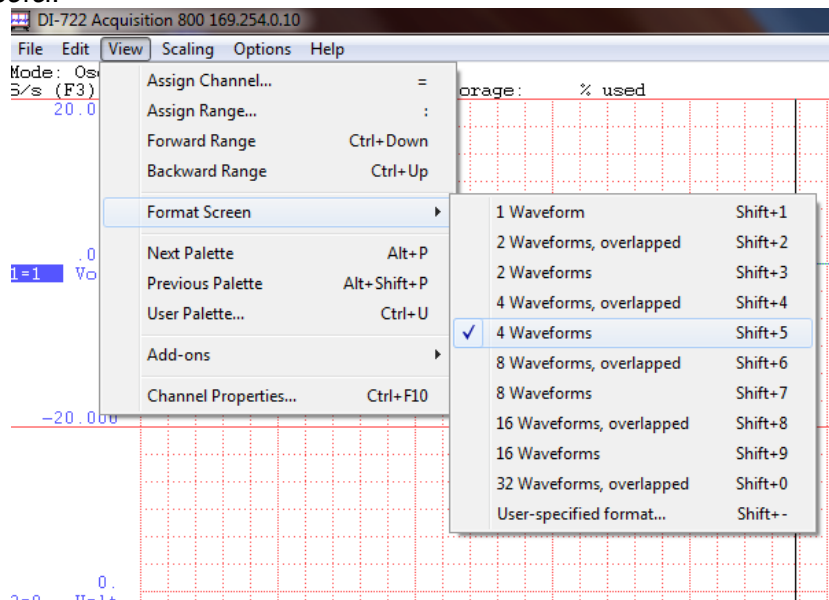 DI-722 Acquisition 800 169.254.0.10
File Edit View Scaling Options Help
Mode:
S/s (F3) orage: % used
20.0
Assign Channel... =
Assign Range... :
Forward Range Ctrl+Down
Backward Range Ctrl+Up
Format Screen
1 Waveform Shift+1
2 Waveforms, overlapped Shift+2
2 Waveforms Shift+3
4 Waveforms, overlapped Shift+4
4 Waveforms Shift+5
8 Waveforms, overlapped Shift+6
8 Waveforms Shift+7
16 Waveforms, overlapped Shift+8
16 Waveforms Shift+9
32 Waveforms, overlapped Shift+0
User-specified format... Shift+-
Next Palette Alt+P
Previous Palette Alt+Shift+P
User Palette... Ctrl+U
Add-ons
Channel Properties... Ctrl+F10
.0
1=1 Vo
-20.000
0.